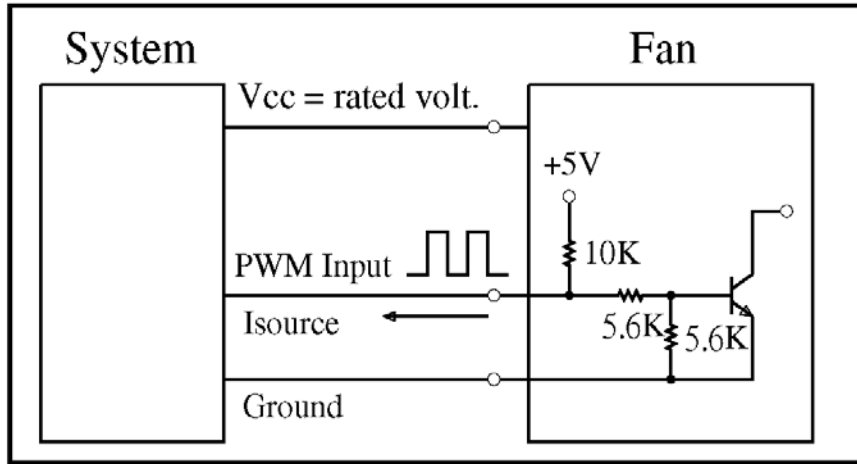 System
Fan
Vcc = rated volt.
+5V
10K
PWM Input
Isource
5.6K
5.6K
Ground